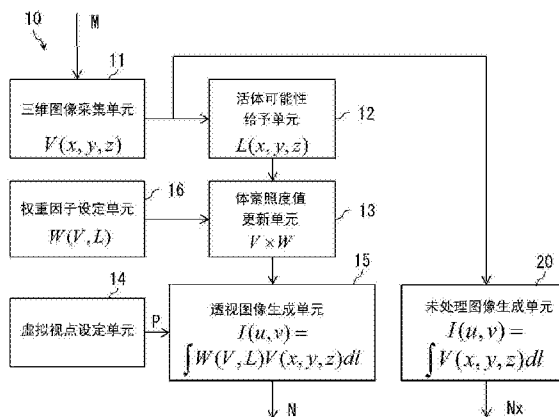 10
M
11
三维图像采集单元
V(x,y,z)
活体可能性
给予单元
L(x,y,z)
12
权重因子设定单元
W(V,L)
16
体素照度值
更新单元
V×W
13
14
虚拟视点设定单元
P
15
透视图像生成单元
I(u,v)=
∫W(V,L)V(x,y,z)dl
N
20
未处理图像生成单元
I(u,v)=
∫V(x,y,z)dl
Nx